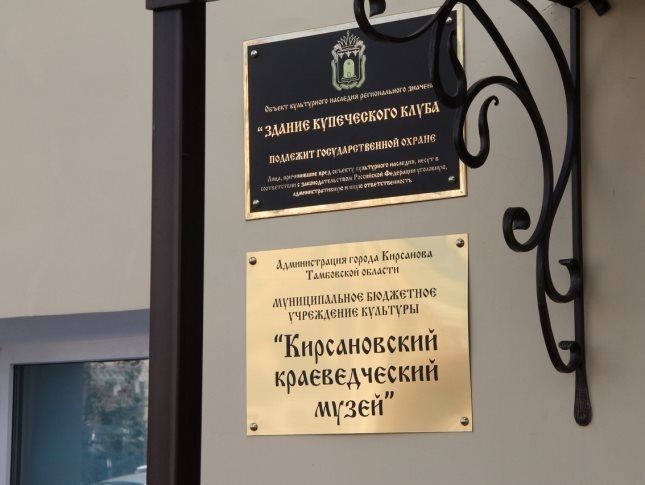 Объект культурного наследия регионального значен
“ЗДАНИЕ КУПЕЧЕСКОГО КЛУБА
ПОДЛЕЖИТ ГОСУДАРСТВЕННОЙ ОХРАНЕ
Лица, причинившие вред объекту культурного наследия, несут в
соответствии с законодательством Российской Федерации уголовную,
административную и иную ответственность
Администрация города Кирсанова
Тамбовской области
МУНИЦИПАЛЬНОЕ БЮДЖЕТНОЕ
УЧРЕЖДЕНИЕ КУЛЬТУРЫ
“Кирсановский
краеведческий
музей”